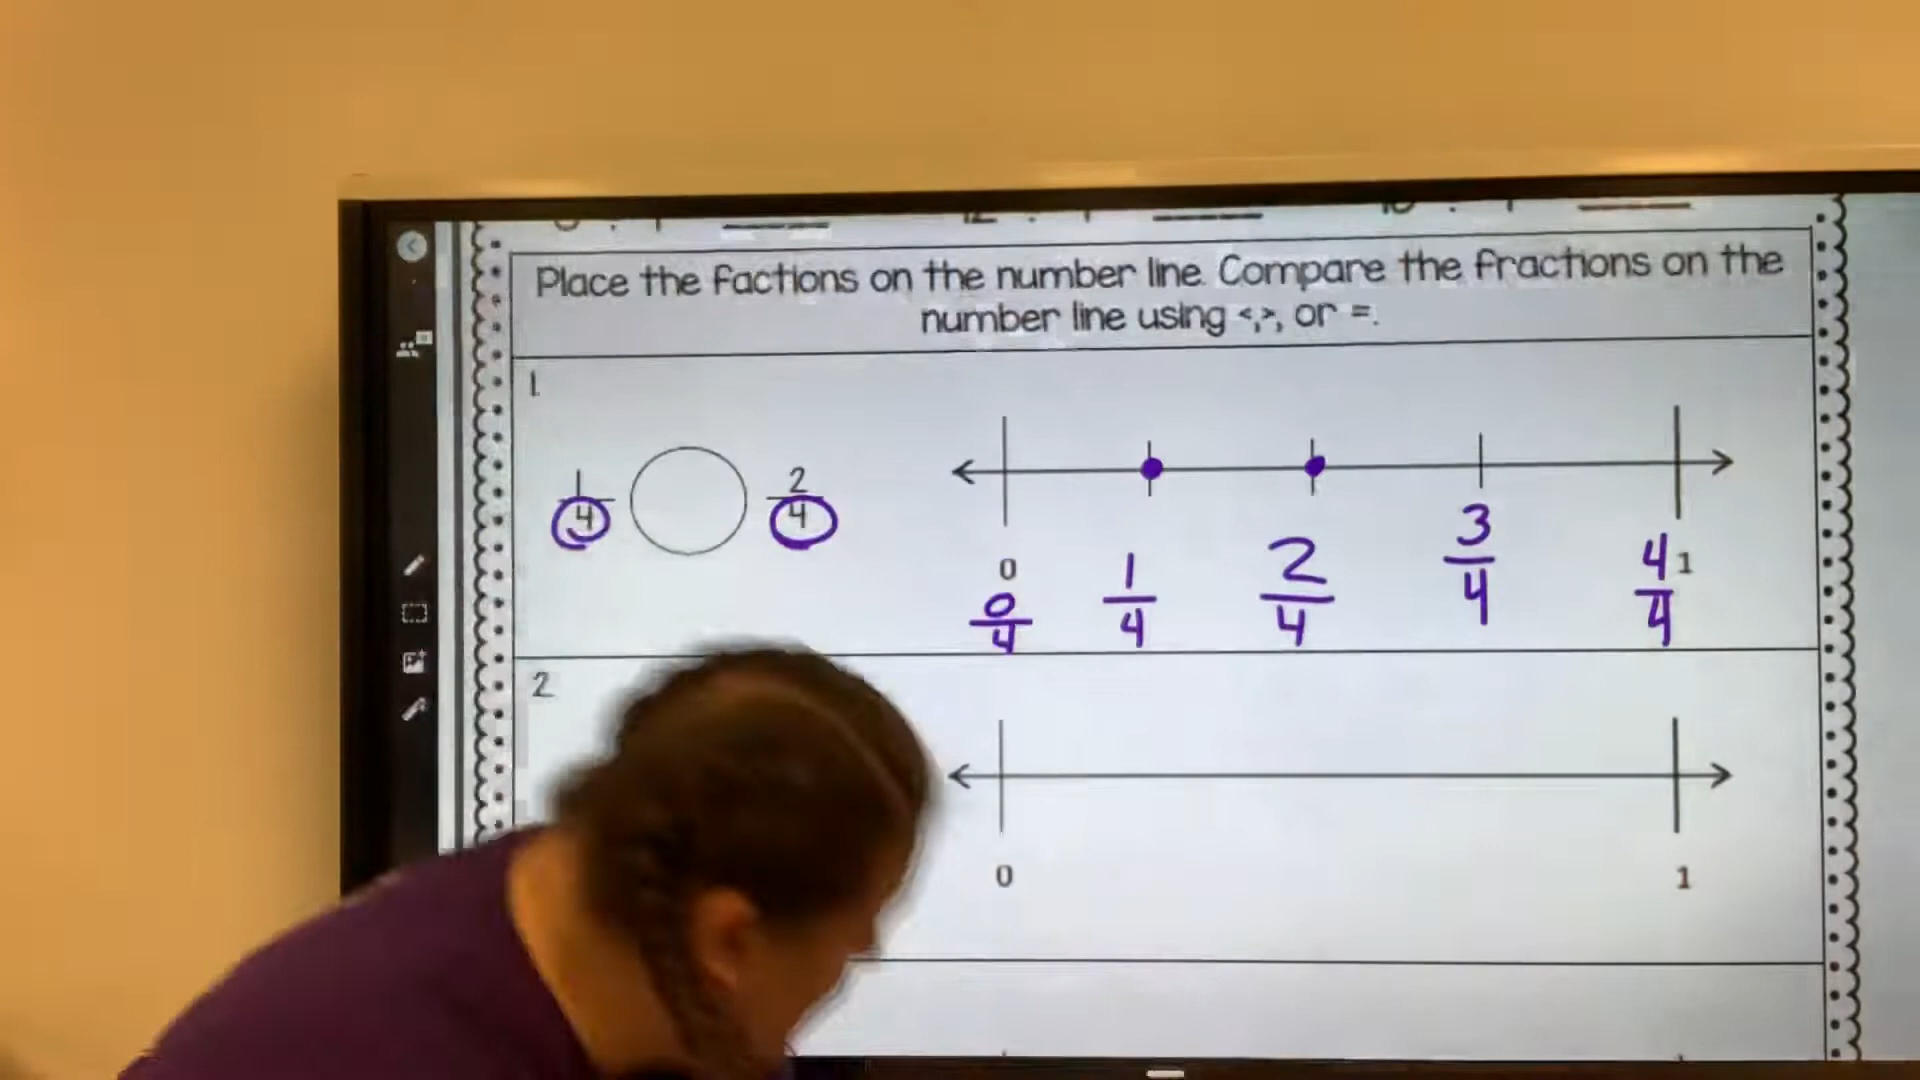 Place the factions on the number line. Compare the fractions on the
number line using <,>, or =.
1.
1/4 2/4
0 1
0/4 1/4 2/4 3/4 4/4
2
0 1